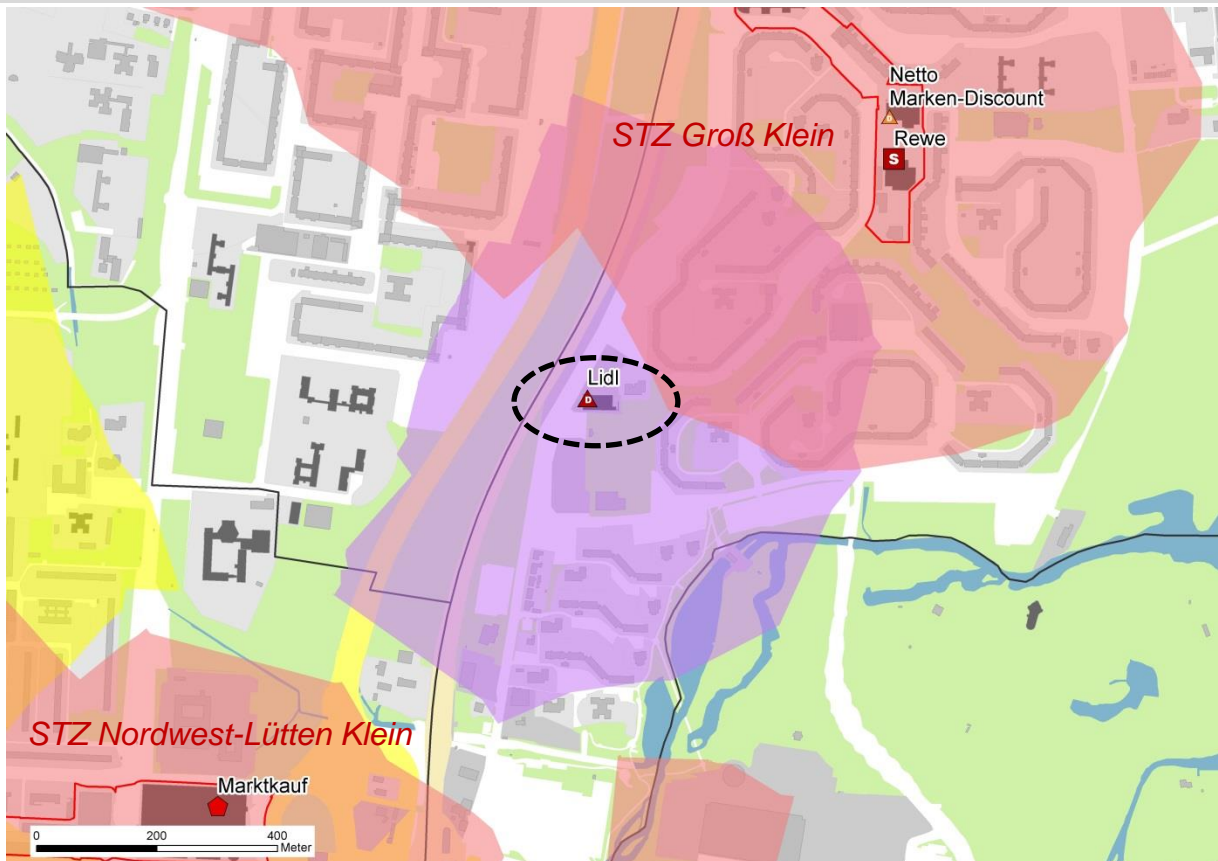 Netto
Marken-Discount
D
STZ Groß Klein
Rewe
S
Lidl
D
STZ Nordwest-Lütten Klein
Marktkauf
0 200 400
Meter